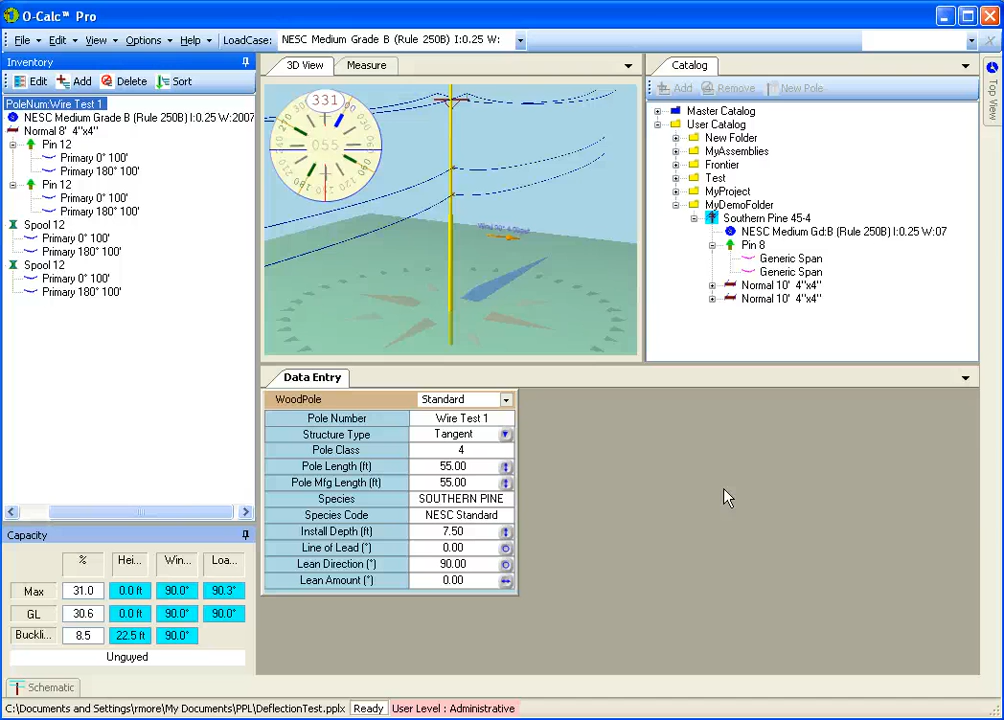 O-Calc™ Pro
File Edit View Options Help LoadCase: NESC Medium Grade B (Rule 250B) I:0.25 W:
Inventory
Edit Add Delete Sort
PoleNum:Wire Test 1
NESC Medium Grade B (Rule 250B) I:0.25 W:2007
Normal 8' 4"x4"
Pin 12
Primary 0° 100'
Primary 180° 100'
Pin 12
Primary 0° 100'
Primary 180° 100'
Spool 12
Primary 0° 100'
Primary 180° 100'
Spool 12
Primary 0° 100'
Primary 180° 100'
Capacity
% Hei... Win... Loa...
Max 31.0 0.0 ft 90.0° 90.3°
GL 30.6 0.0 ft 90.0° 90.0°
Buckli... 8.5 22.5 ft 90.0°
Unguyed
Schematic
3D View Measure
331
055
Data Entry
WoodPole Standard
Pole Number Wire Test 1
Structure Type Tangent
Pole Class 4
Pole Length (ft) 55.00
Pole Mfg Length (ft) 55.00
Species SOUTHERN PINE
Species Code NESC Standard
Install Depth (ft) 7.50
Line of Lead (°) 0.00
Lean Direction (°) 90.00
Lean Amount (°) 0.00
Catalog
Add Remove New Pole
Master Catalog
User Catalog
New Folder
MyAssemblies
Frontier
Test
MyProject
MyDemoFolder
Southern Pine 45-4
NESC Medium Gd:B (Rule 250B) I:0.25 W:07
Pin 8
Generic Span
Generic Span
Normal 10' 4"x4"
Normal 10' 4"x4"
Top View
C:\Documents and Settings\rmore\My Documents\PPL\DeflectionTest.pplx Ready User Level : Administrative